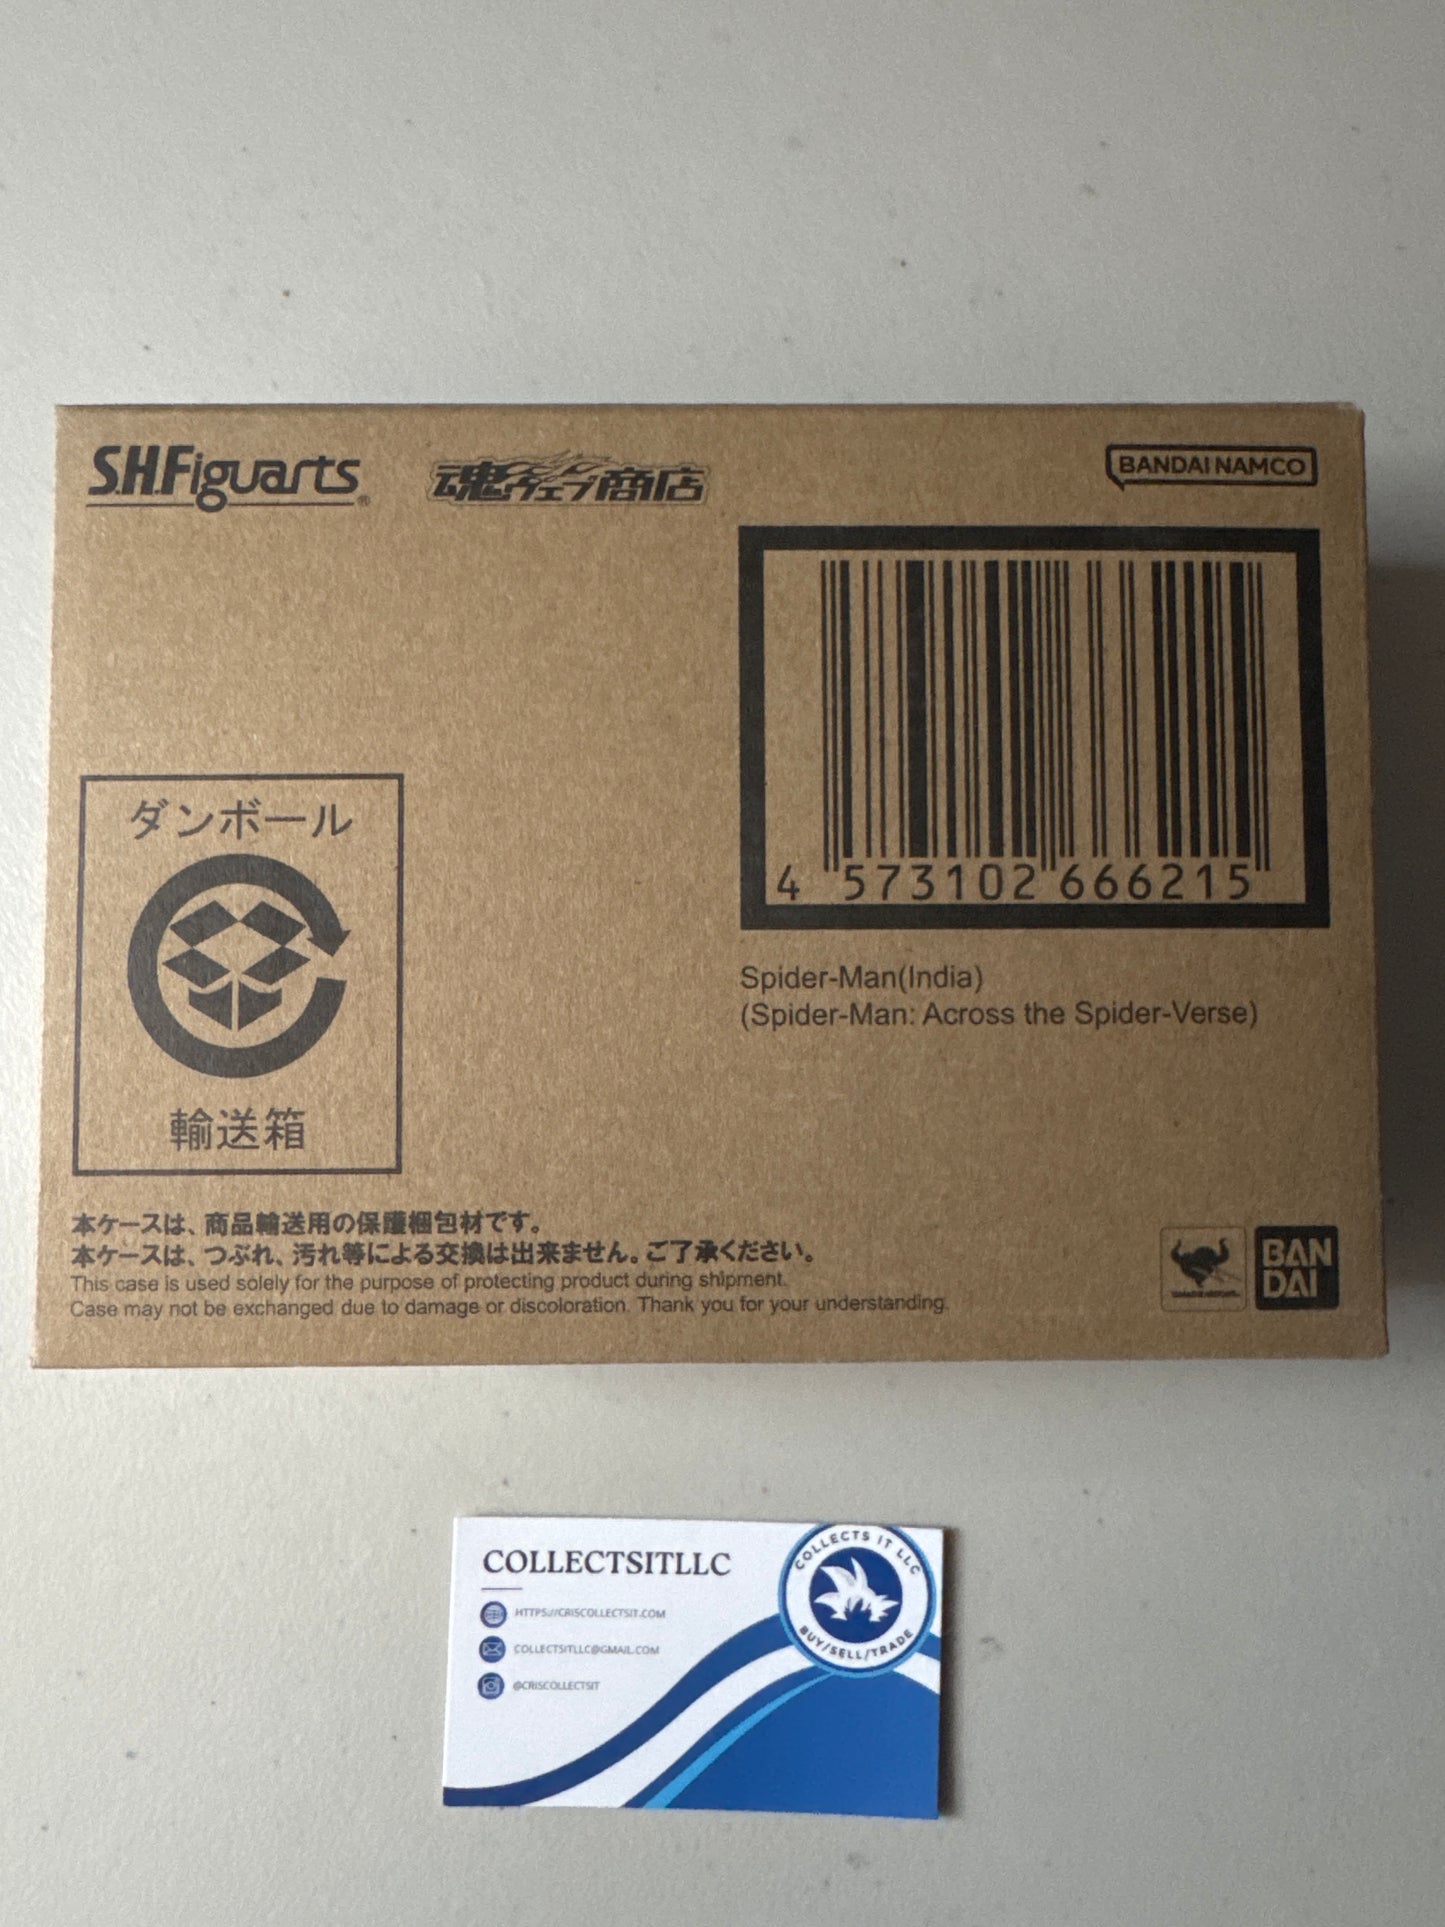 S.H.Figuarts®
魂ウェブ商店
BANDAI NAMCO
4 573102 666215
Spider-Man(India)
(Spider-Man: Across the Spider-Verse)
ダンボール
輸送箱
本ケースは、商品輸送用の保護梱包材です。
本ケースは、つぶれ、汚れ等による交換は出来ません。ご了承ください。
This case is used solely for the purpose of protecting product during shipment.
Case may not be exchanged due to damage or discoloration. Thank you for your understanding.
BAN
DAI
COLLECTSITLLC
HTTPS://CRISCOLLECTSIT.COM
COLLECTSITLLC@GMAIL.COM
@CRISCOLLECTSIT
COLLECTS IT LLC
BUY/SELL/TRADE